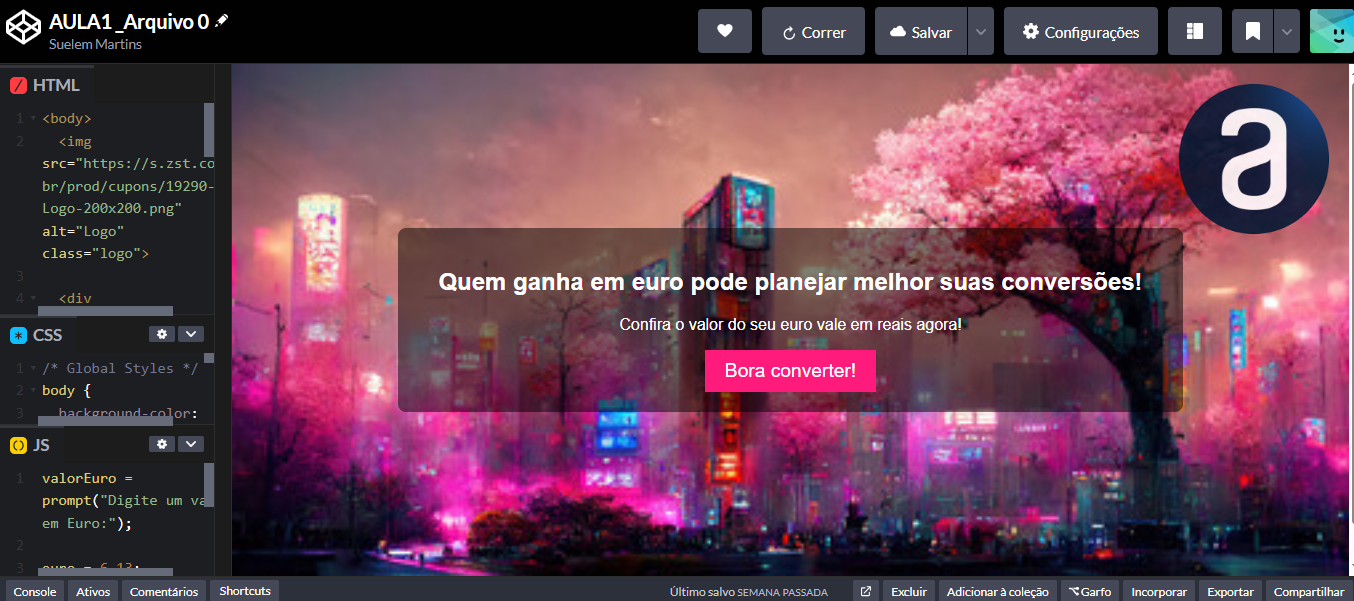 AULA1_Arquivo 0
Suelem Martins
Correr
Salvar
Configurações
HTML
1 <body>
2 <img
src="https://s.zst.co
br/prod/cupons/19290-
Logo-200x200.png"
alt="Logo"
class="logo">
3
4 <div
CSS
1 /* Global Styles */
2 body {
3 background-color:
JS
1 valorEuro =
prompt("Digite um va
em Euro:");
2
3 euro = 6.13;
a
Quem ganha em euro pode planejar melhor suas conversões!
Confira o valor do seu euro vale em reais agora!
Bora converter!
Console Ativos Comentários Shortcuts Último salvo SEMANA PASSADA Excluir Adicionar à coleção Garfo Incorporar Exportar Compartilhar